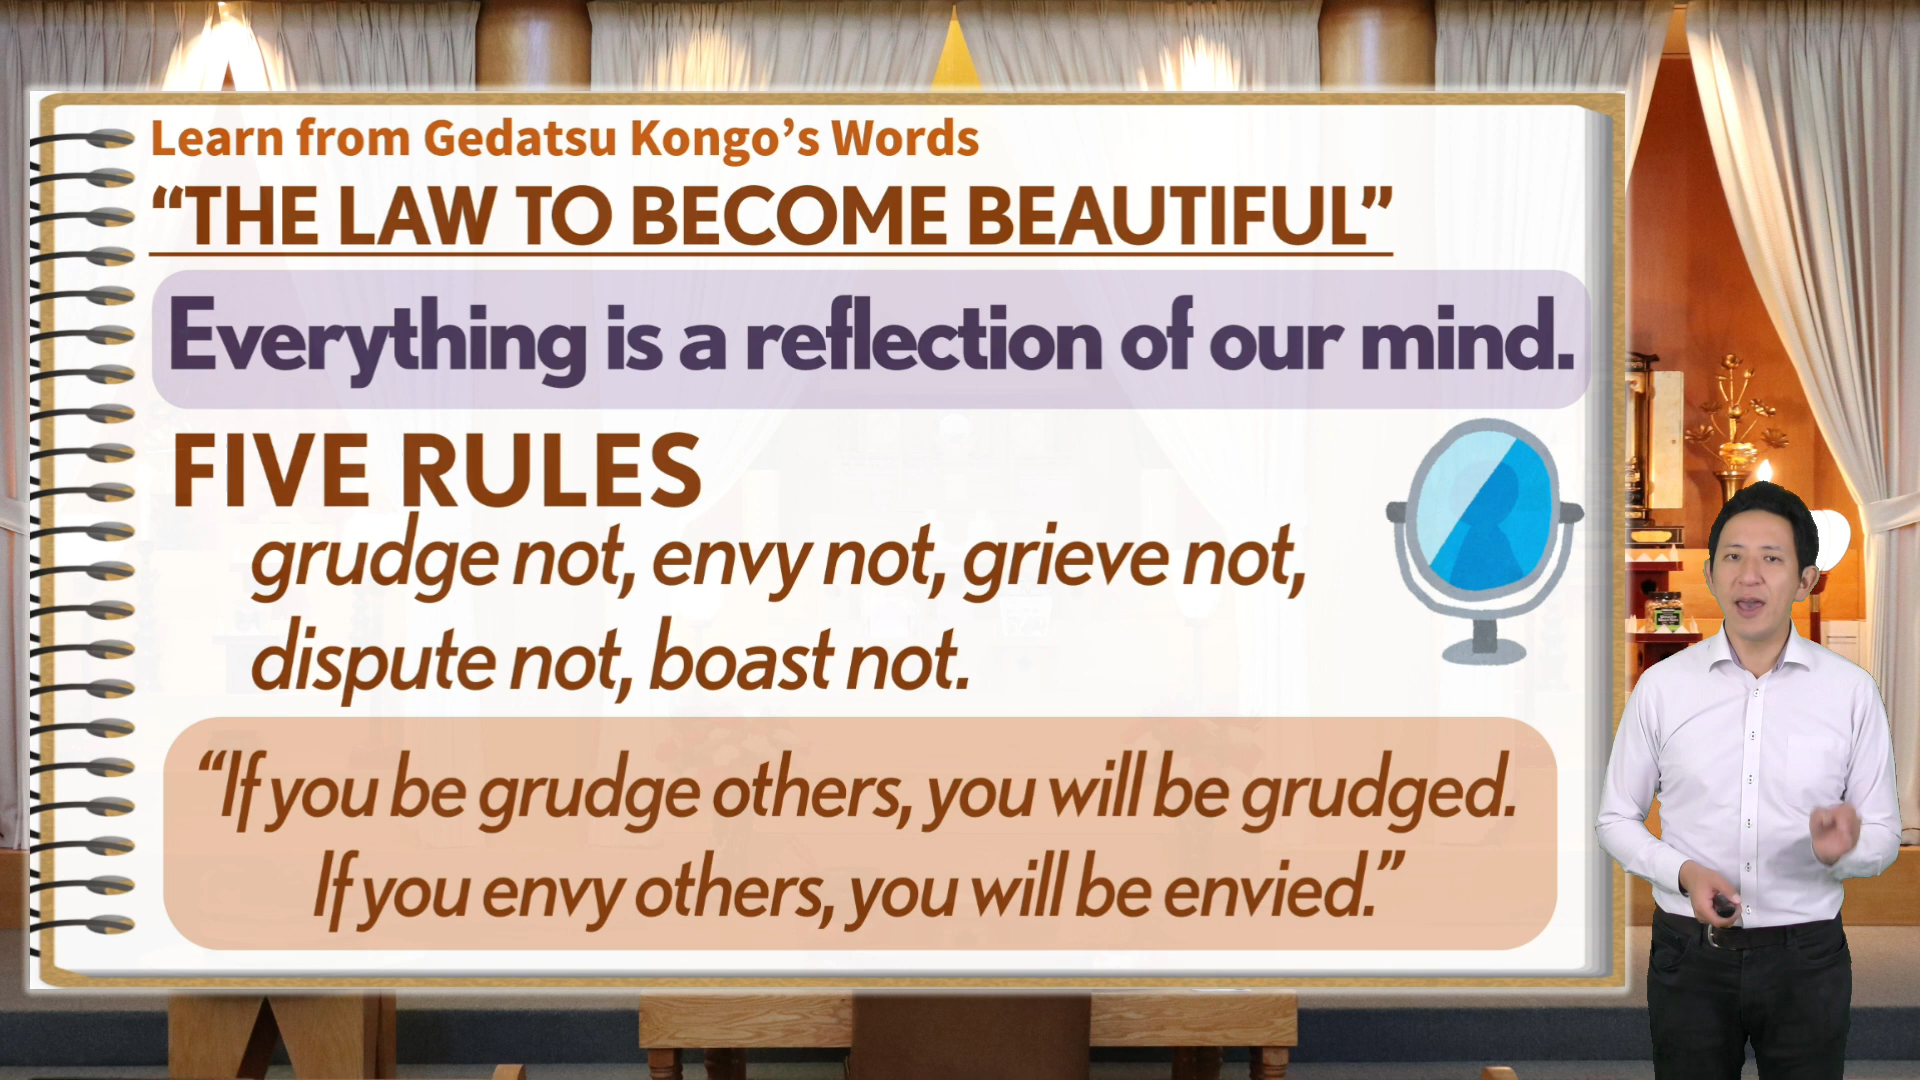 Learn from Gedatsu Kongo’s Words
“THE LAW TO BECOME BEAUTIFUL”
Everything is a reflection of our mind.
FIVE RULES
grudge not, envy not, grieve not,
dispute not, boast not.
“If you be grudge others, you will be grudged.
If you envy others, you will be envied.”